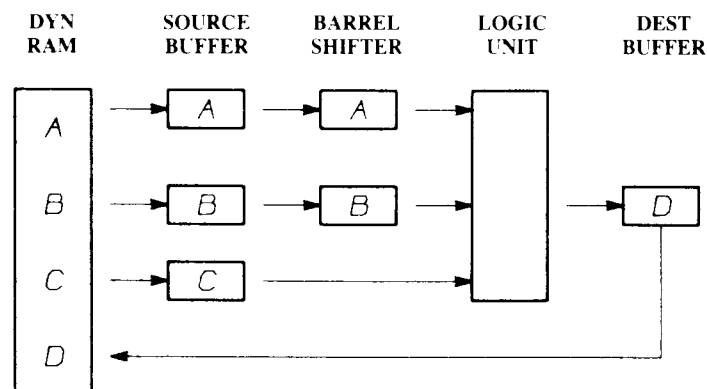 DYN SOURCE BARREL LOGIC DEST
RAM BUFFER SHIFTER UNIT BUFFER
A A A
B B B D
C C
D